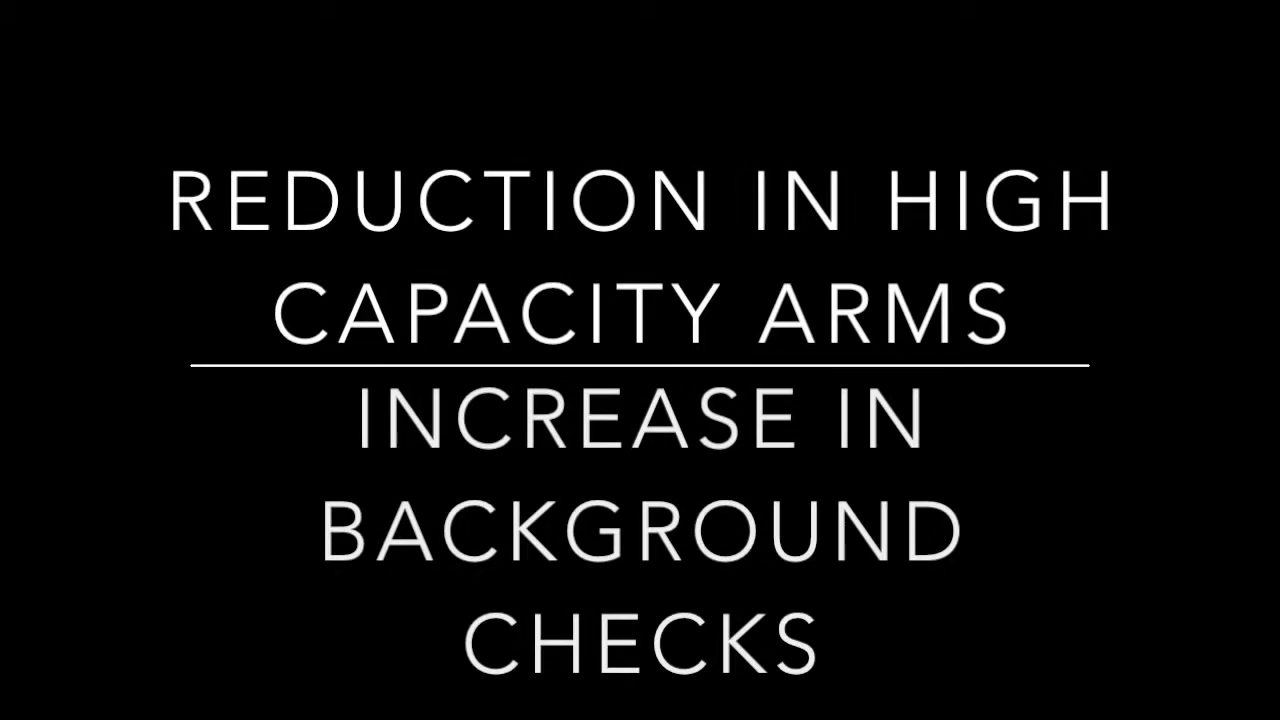 REDUCTION IN HIGH
CAPACITY ARMS
INCREASE IN
BACKGROUND
CHECKS